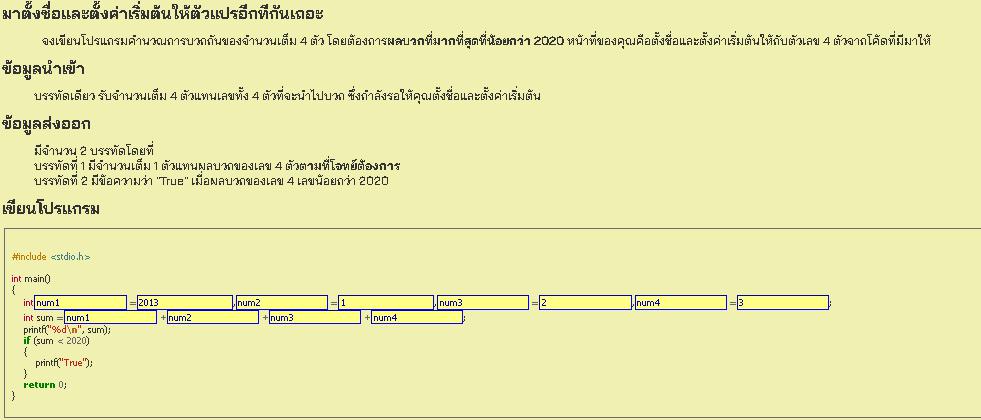 มาตั้งชื่อและตั้งค่าเริ่มต้นให้ตัวแปรอีกทีกันเถอะ
จงเขียนโปรแกรมคำนวณการบวกกันของจำนวนเต็ม 4 ตัว โดยต้องการผลบวกที่มากที่สุดที่น้อยกว่า 2020 หน้าที่ของคุณคือตั้งชื่อและตั้งค่าเริ่มต้นให้กับตัวเลข 4 ตัวจากโค้ดที่มีมาให้
ข้อมูลนำเข้า
บรรทัดเดียว รับจำนวนเต็ม 4 ตัวแทนเลขทั้ง 4 ตัวที่จะนำไปบวก ซึ่งกำลังรอให้คุณตั้งชื่อและตั้งค่าเริ่มต้น
ข้อมูลส่งออก
มีจำนวน 2 บรรทัดโดยที่
บรรทัดที่ 1 มีจำนวนเต็ม 1 ตัวแทนผลบวกของเลข 4 ตัวตามที่โจทย์ต้องการ
บรรทัดที่ 2 มีข้อความว่า "True" เมื่อผลบวกของเลข 4 เลขน้อยกว่า 2020
เขียนโปรแกรม
#include <stdio.h>
int main()
{
int num1 = 2013, num2 = 1, num3 = 2, num4 = 3;
int sum = num1 + num2 + num3 + num4;
printf("%d\n", sum);
if (sum < 2020)
{
printf("True");
}
return 0;
}